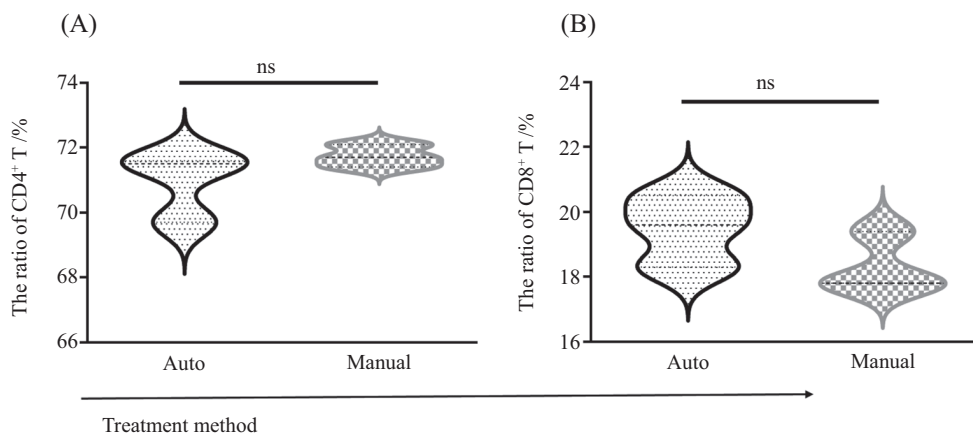 (A)
The ratio of CD4⁺ T /%
74
72
70
68
66
ns
Auto
Manual
(B)
The ratio of CD8⁺ T /%
24
22
20
18
16
ns
Auto
Manual
Treatment method